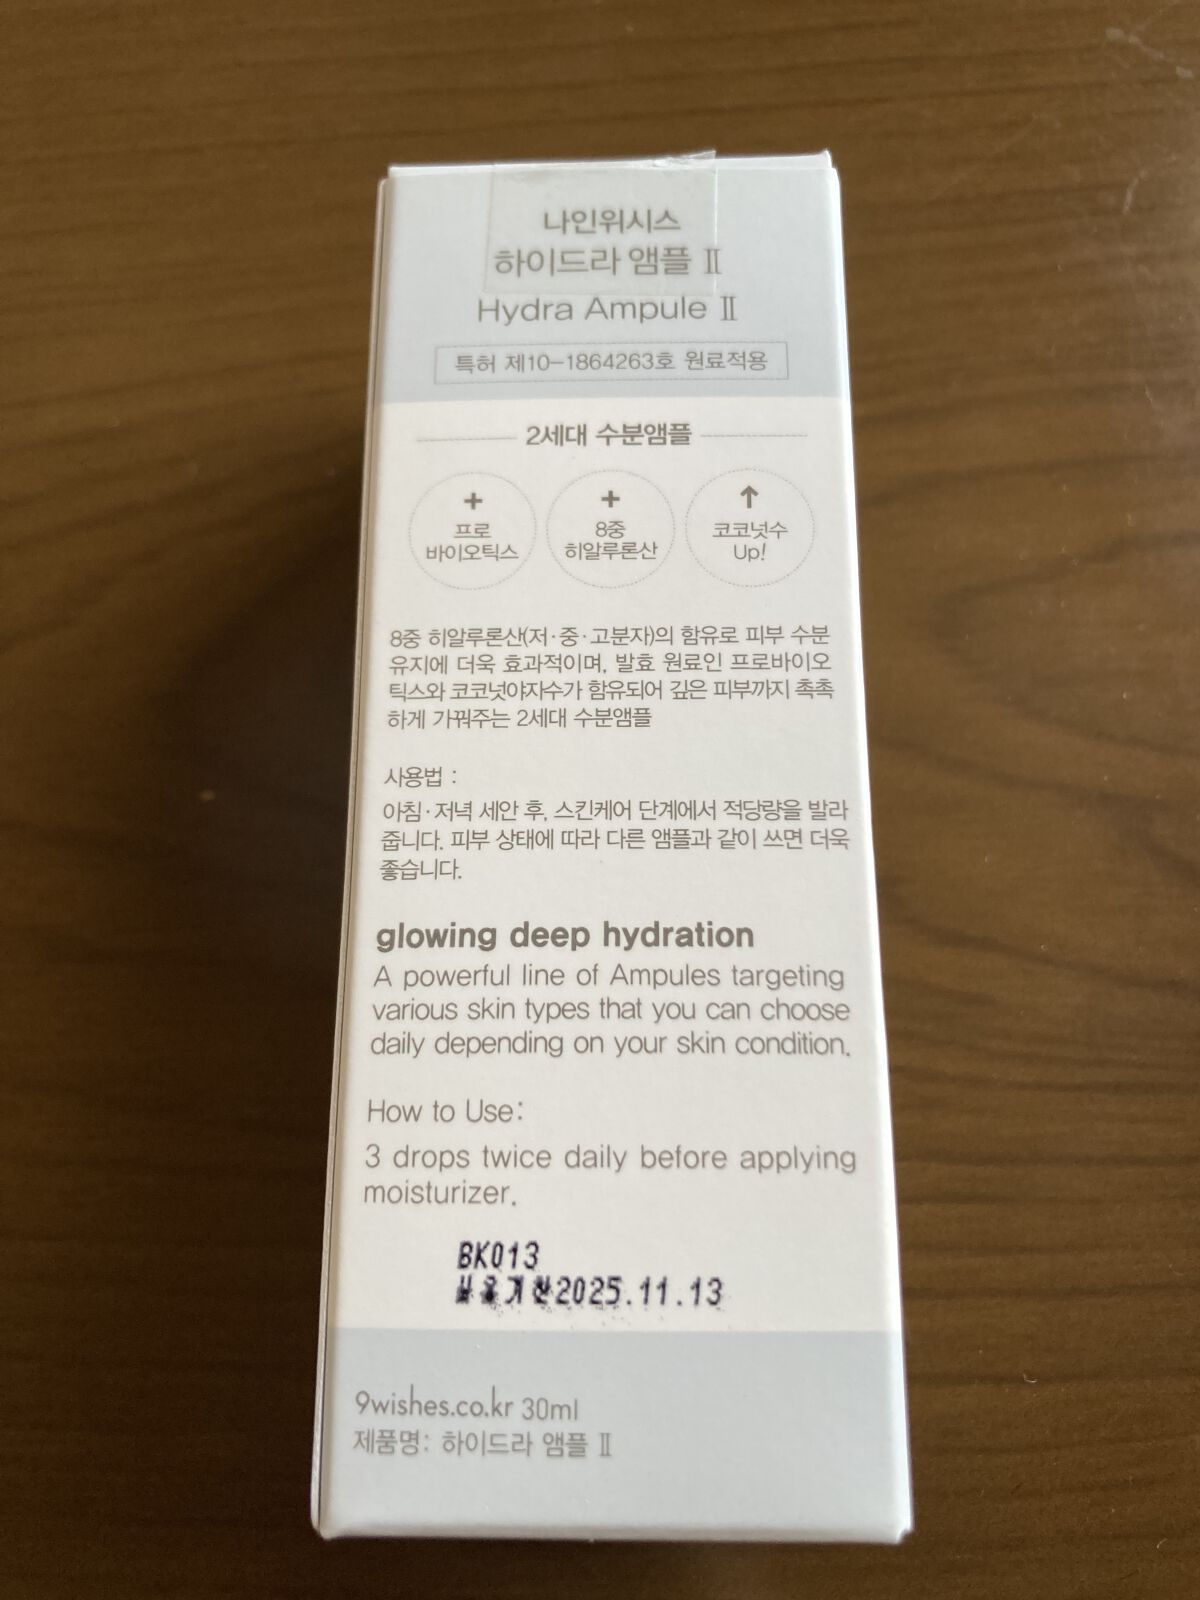 나인위시스
하이드라 앰플 Ⅱ
Hydra Ampule Ⅱ
특허 제10-1864263호 원료적용
2세대 수분앰플
+
프로
바이오틱스
+
8중
히알루론산
↑
코코넛수
Up!
8중 히알루론산(저·중·고분자)의 함유로 피부 수분
유지에 더욱 효과적이며, 발효 원료인 프로바이오
틱스와 코코넛야자수가 함유되어 깊은 피부까지 촉촉
하게 가꿔주는 2세대 수분앰플
사용법 :
아침·저녁 세안 후, 스킨케어 단계에서 적당량을 발라
줍니다. 피부 상태에 따라 다른 앰플과 같이 쓰면 더욱
좋습니다.
glowing deep hydration
A powerful line of Ampules targeting
various skin types that you can choose
daily depending on your skin condition.
How to Use:
3 drops twice daily before applying
moisturizer.
BK013
사용기한2025.11.13
9wishes.co.kr 30ml
제품명: 하이드라 앰플 Ⅱ